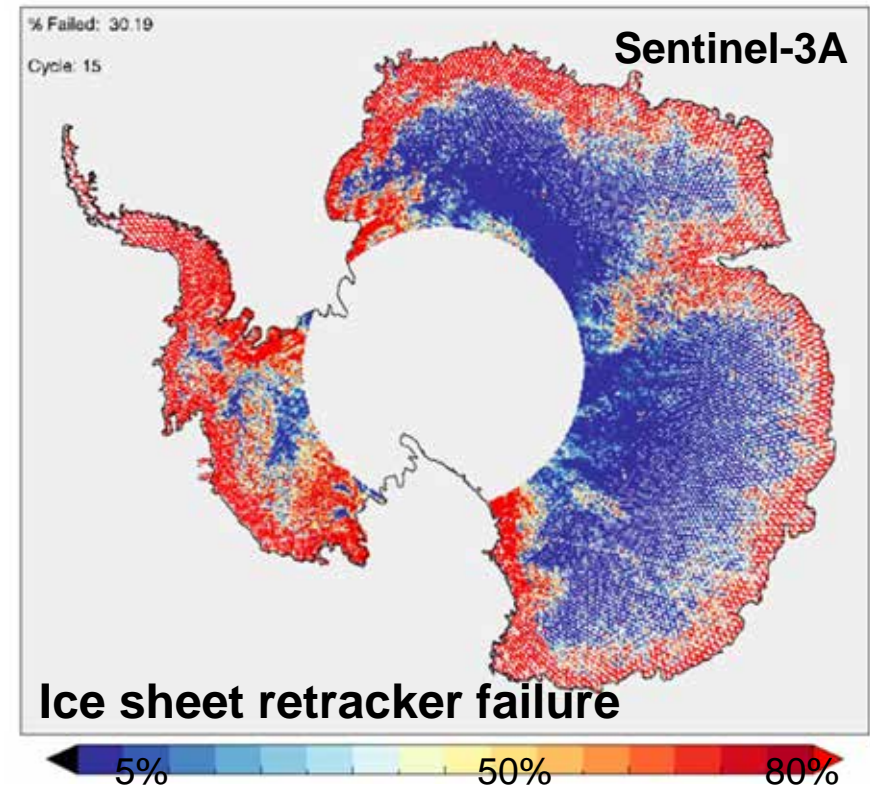 % Failed: 30.19
Sentinel-3A
Cycle: 15
Ice sheet retracker failure
5% 50% 80%